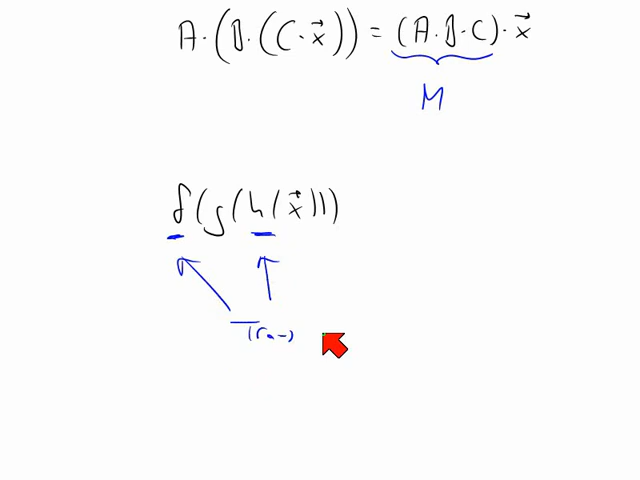 A·(B·(C·x⃗)) = (A·B·C)·x⃗
M
f(g(h(x⃗)))